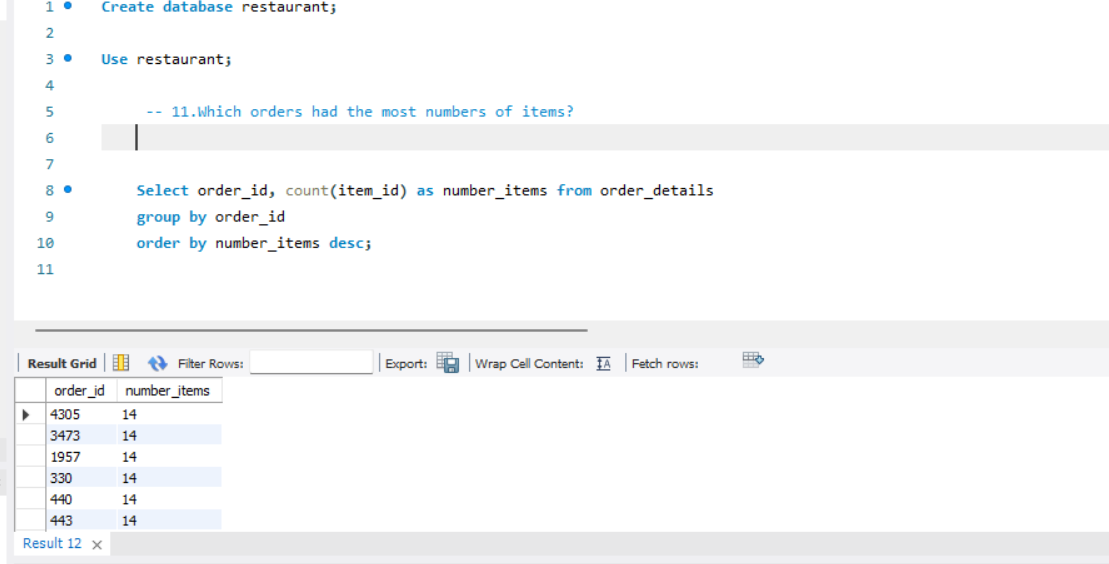 1 Create database restaurant;
2
3 Use restaurant;
4
5 -- 11.Which orders had the most numbers of items?
6
7
8 Select order_id, count(item_id) as number_items from order_details
9 group by order_id
10 order by number_items desc;
11
Result Grid Filter Rows: Export: Wrap Cell Content: IA Fetch rows:
order_id number_items
4305 14
3473 14
1957 14
330 14
440 14
443 14
Result 12 ×